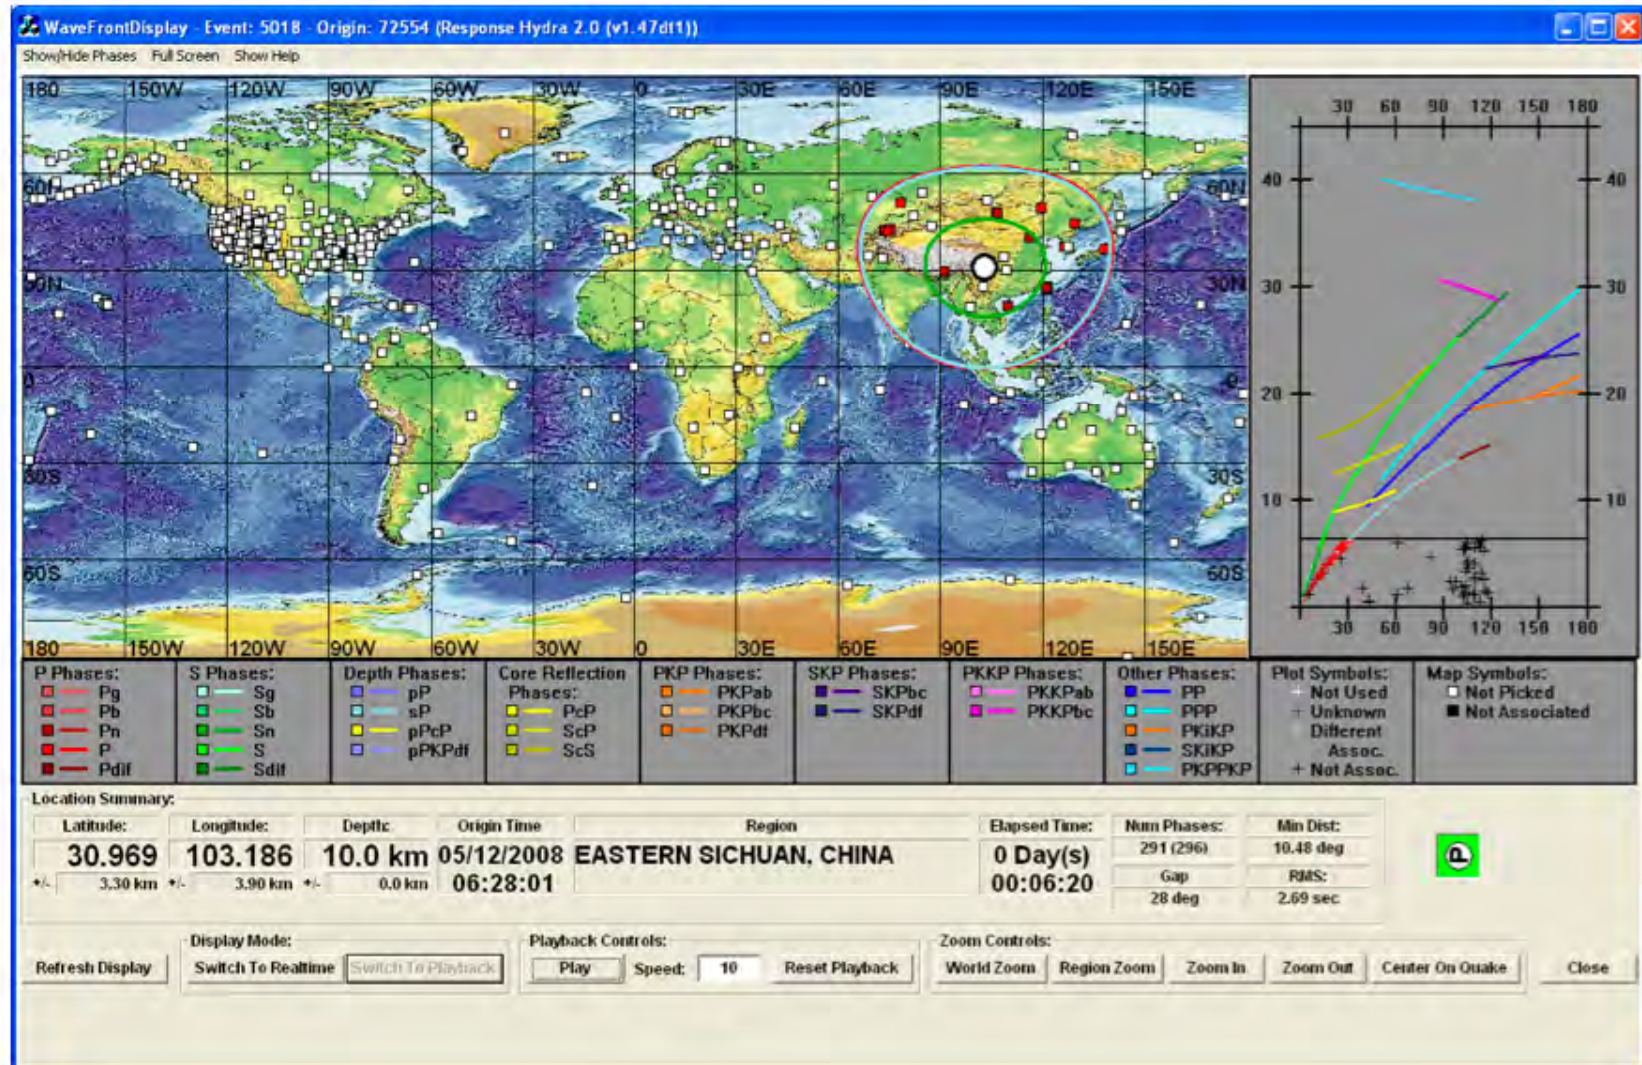 WaveFrontDisplay - Event: 5018 - Origin: 72554 (Response Hydra 2.0 (v1.47dt1))
Show/Hide Phases Full Screen Show Help
180 150W 120W 90W 60W 30W 0 30E 60E 90E 120E 150E
30 60 90 120 150 180
40 40
60N 60N
30N 30N
30 30
0 0
20 20
30S 30S
10 10
60S 60S
30 60 90 120 150 180
180 150W 120W 90W 60W 30W 0 30E 60E 90E 120E 150E
P Phases:
Pg
Pb
Pn
P
Pdif
S Phases:
Sg
Sb
Sn
S
Sdif
Depth Phases:
pP
sP
pPcP
pPKPdf
Core Reflection
Phases:
PcP
ScP
ScS
PKP Phases:
PKPab
PKPbc
PKPdf
SKP Phases:
SKPbc
SKPdf
PKKP Phases:
PKKPab
PKKPbc
Other Phases:
PP
PPP
PKiKP
SKiKP
PKPPKP
Plot Symbols:
Not Used
Unknown
Different
Assoc.
Not Assoc.
Map Symbols:
Not Picked
Not Associated
Location Summary:
Latitude: Longitude: Depth: Origin Time Region Elapsed Time: Num Phases: Min Dist:
30.969 103.186 10.0 km 05/12/2008 EASTERN SICHUAN, CHINA 0 Day(s) 291 (296) 10.48 deg
+/- 3.30 km +/- 3.90 km +/- 0.0 km 06:28:01 00:06:20 Gap RMS:
28 deg 2.69 sec
P
Display Mode: Playback Controls: Zoom Controls:
Refresh Display Switch To Realtime Switch To Playback Play Speed: 10 Reset Playback World Zoom Region Zoom Zoom In Zoom Out Center On Quake Close